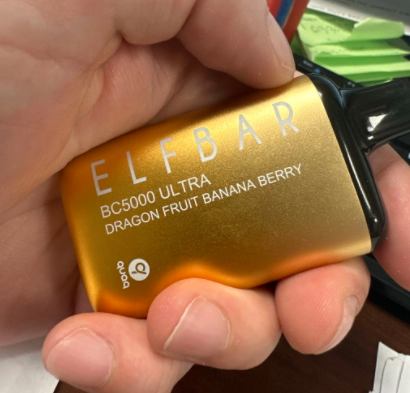 ELFBAR
BC5000 ULTRA
DRAGON FRUIT BANANA BERRY